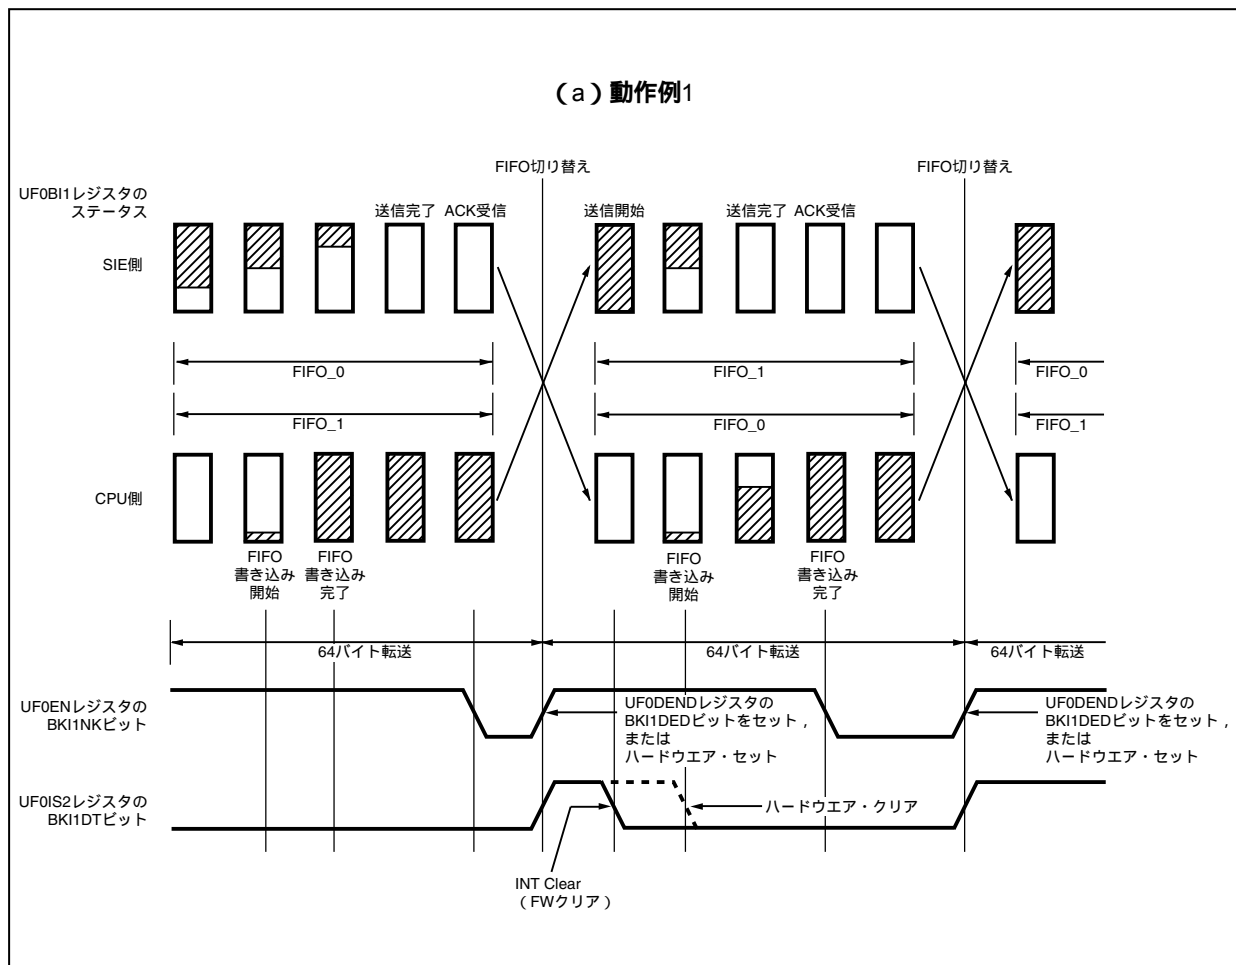 （a）動作例1
FIFO切り替え
FIFO切り替え
UF0BI1レジスタの
ステータス
送信完了
ACK受信
送信開始
送信完了
ACK受信
SIE側
FIFO_0
FIFO_1
FIFO_0
FIFO_1
FIFO_0
FIFO_1
CPU側
FIFO
書き込み
開始
FIFO
書き込み
完了
FIFO
書き込み
開始
FIFO
書き込み
完了
64バイト転送
64バイト転送
64バイト転送
UF0ENレジスタの
BKI1NKビット
UF0DENDレジスタの
BKI1DEDビットをセット，
または
ハードウエア・セット
UF0DENDレジスタの
BKI1DEDビットをセット，
または
ハードウエア・セット
UF0IS2レジスタの
BKI1DTビット
ハードウエア・クリア
INT Clear
（FWクリア）